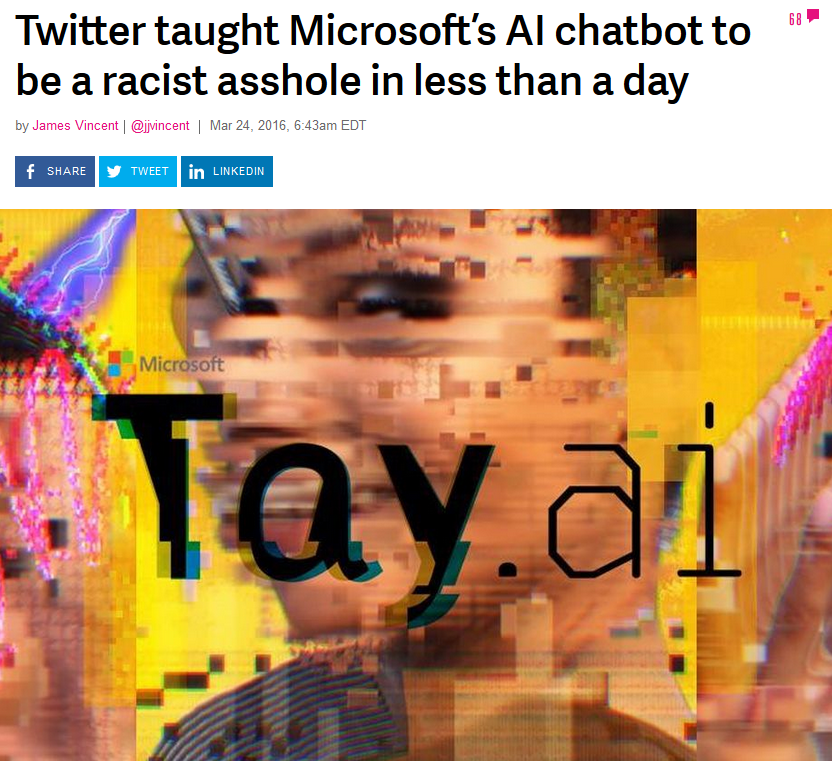 Twitter taught Microsoft's AI chatbot to
be a racist asshole in less than a day
68
by James Vincent | @jjvincent | Mar 24, 2016, 6:43am EDT
SHARE
TWEET
in LINKEDIN
Microsoft
Tay.ai